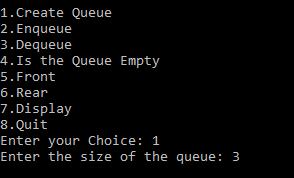 1.Create Queue
2.Enqueue
3.Dequeue
4.Is the Queue Empty
5.Front
6.Rear
7.Display
8.Quit
Enter your Choice: 1
Enter the size of the queue: 3